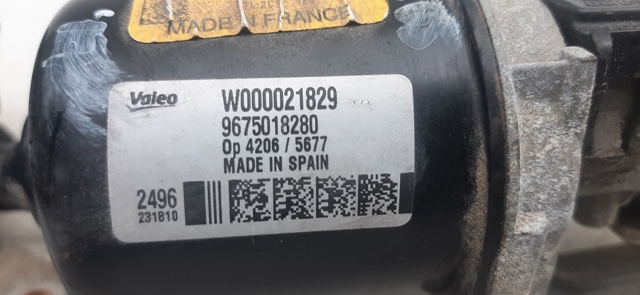 MADE IN FRANCE
Valeo
W000021829
9675018280
Op 4206 / 5677
MADE IN SPAIN
2496
231810